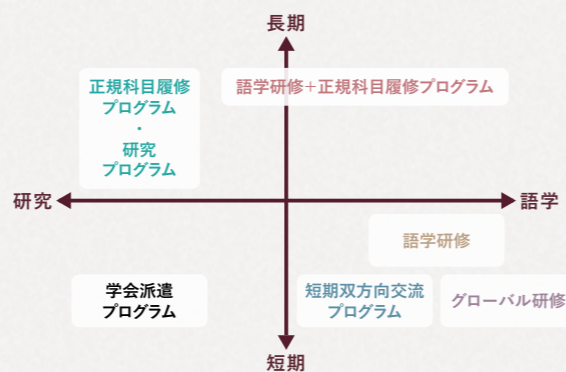 長期
正規科目履修
プログラム
・
研究
プログラム
語学研修＋正規科目履修プログラム
研究
語学
語学研修
学会派遣
プログラム
短期双方向交流
プログラム
グローバル研修
短期